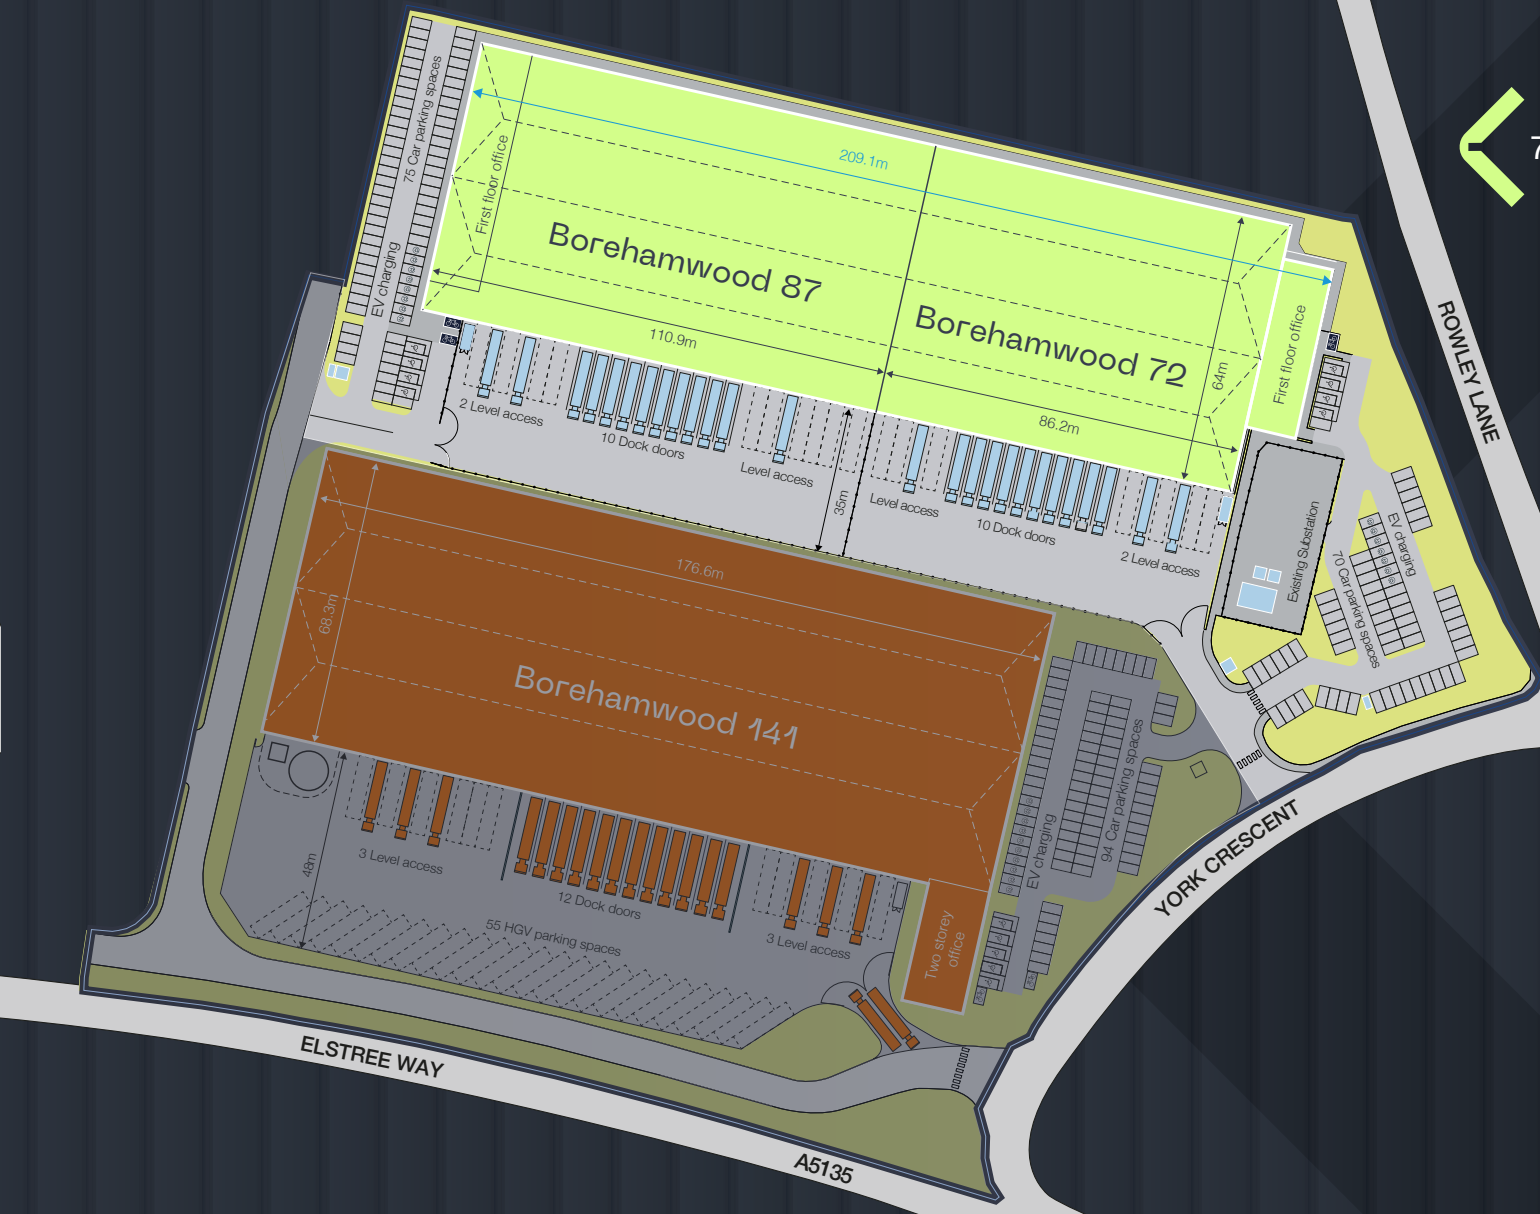 75 Car parking spaces
EV charging
First floor office
209.1m
Borehamwood 87
Borehamwood 72
110.9m
64m
86.2m
First floor office
2 Level access
10 Dock doors
Level access
35m
Level access
10 Dock doors
2 Level access
Existing Substation
EV charging
70 Car parking spaces
ROWLEY LANE
7
176.6m
68.3m
Borehamwood 141
48m
3 Level access
12 Dock doors
55 HGV parking spaces
3 Level access
Two storey
office
EV charging
94 Car parking spaces
YORK CRESCENT
ELSTREE WAY
A5135